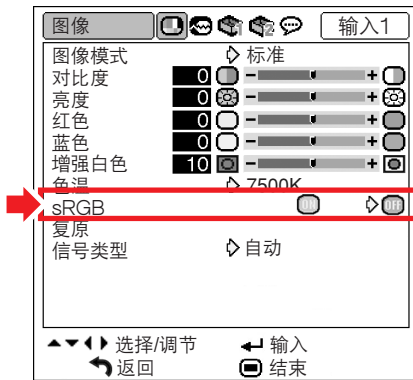 图像 输入1
图像模式 标准
对比度 0 - +
亮度 0 - +
红色 0 - +
蓝色 0 - +
增强白色 10 - +
色温 7500K
sRGB ON OFF
复原
信号类型 自动
选择/调节 输入
返回 结束